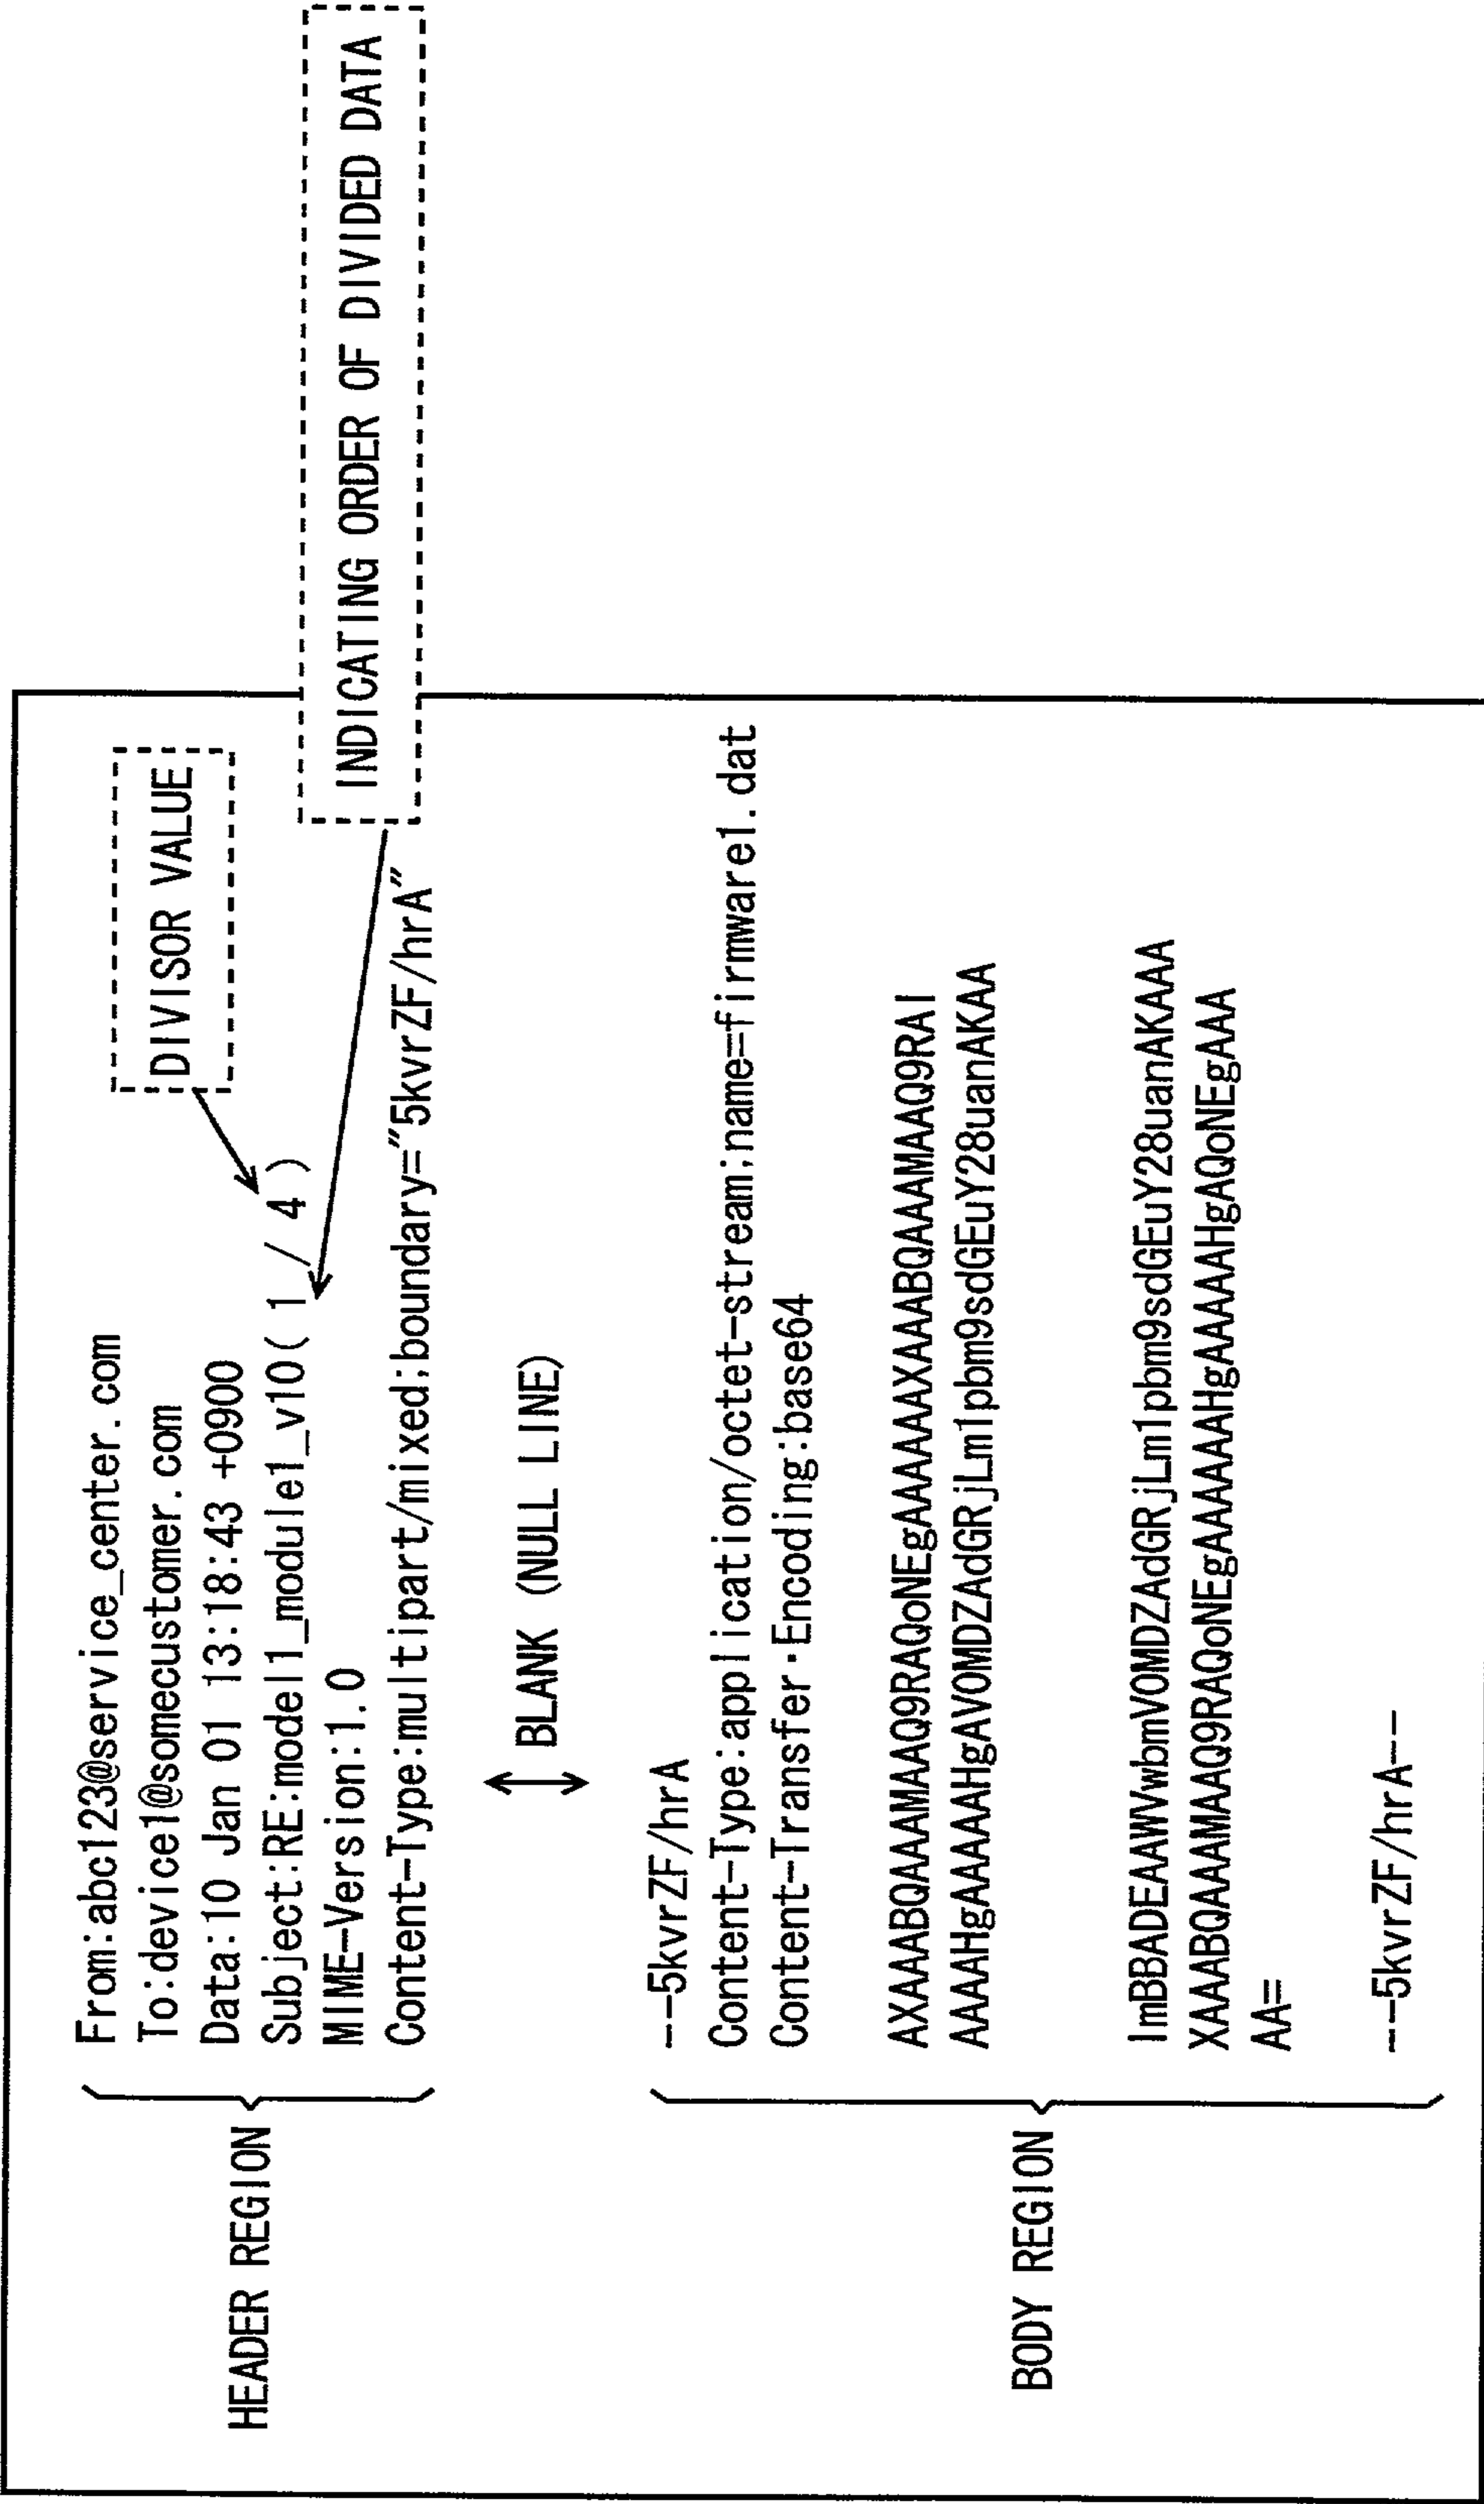 HEADER REGION
From:abc123@service_center.com
To:device1@somecustomer.com
Data:10 Jan 01 13:18:43 +0900
Subject:RE:model1_module1_v10( 1 / 4 )
MIME-Version:1.0
Content-Type:multipart/mixed;boundary="5kvrZF/hrA"
DIVISOR VALUE
INDICATING ORDER OF DIVIDED DATA
BLANK (NULL LINE)
BODY REGION
--5kvrZF/hrA
Content-Type:application/octet-stream;name=firmware1.dat
Content-Transfer-Encoding:base64
AXAAABQAAAMAAQ9RAQoNEgAAAAAAXAAABQAAAMAAQ9RAI
AAAAHgAAAAAHgAVOMDZAdGRjLm1pbm9sdGEuY28uanAKAA
ImBBADEAAWVwbmVOMDZAdGRjLm1pbm9sdGEuY28uanAKAAA
XAAABQAAAMAAQ9RAQoNEgAAAAAAHgAAAAAHgAQoNEgAAA
AA=
--5kvrZF/hrA--